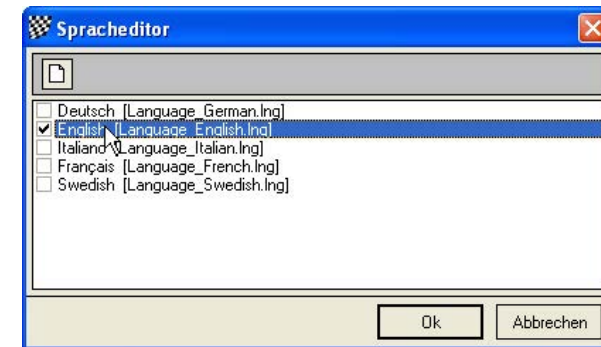 Spracheditor
Deutsch [Language_German.lng]
English [Language_English.lng]
Italiano [Language_Italian.lng]
Français [Language_French.lng]
Swedish [Language_Swedish.lng]
Ok
Abbrechen